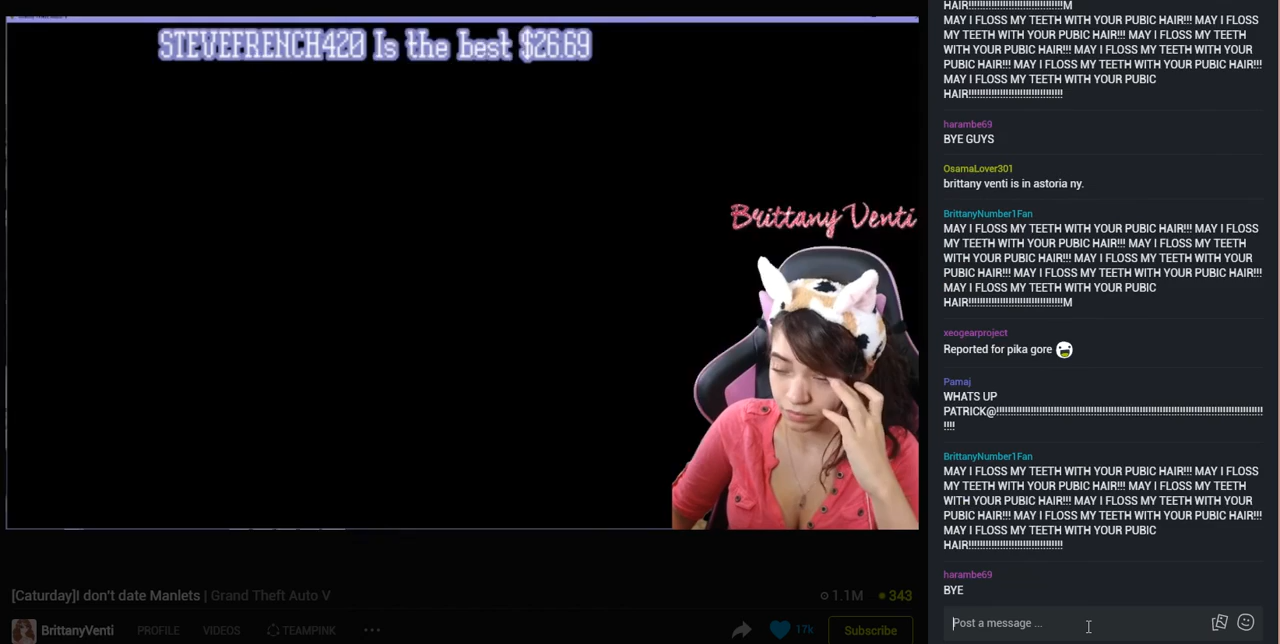 STEVEFRENCH420 Is the best $26.69
Brittany Venti
[Caturday]I don't date Manlets | Grand Theft Auto V
1.1M
343
BrittanyVenti
PROFILE
VIDEOS
TEAMPINK
17k
Subscribe
HAIR!!!!!!!!!!!!!!!!!!!!!!!!!!!!!!!!!M
MAY I FLOSS MY TEETH WITH YOUR PUBIC HAIR!!! MAY I FLOSS
MY TEETH WITH YOUR PUBIC HAIR!!! MAY I FLOSS MY TEETH
WITH YOUR PUBIC HAIR!!! MAY I FLOSS MY TEETH WITH YOUR
PUBIC HAIR!!! MAY I FLOSS MY TEETH WITH YOUR PUBIC HAIR!!!
MAY I FLOSS MY TEETH WITH YOUR PUBIC
HAIR!!!!!!!!!!!!!!!!!!!!!!!!!!!!!!!!!
harambe69
BYE GUYS
OsamaLover301
brittany venti is in astoria ny.
BrittanyNumber1Fan
MAY I FLOSS MY TEETH WITH YOUR PUBIC HAIR!!! MAY I FLOSS
MY TEETH WITH YOUR PUBIC HAIR!!! MAY I FLOSS MY TEETH
WITH YOUR PUBIC HAIR!!! MAY I FLOSS MY TEETH WITH YOUR
PUBIC HAIR!!! MAY I FLOSS MY TEETH WITH YOUR PUBIC HAIR!!!
MAY I FLOSS MY TEETH WITH YOUR PUBIC
HAIR!!!!!!!!!!!!!!!!!!!!!!!!!!!!!!!!!M
xeogearproject
Reported for pika gore
Pamaj
WHATS UP
PATRICK@!!!!!!!!!!!!!!!!!!!!!!!!!!!!!!!!!!!!!!!!!!!!!!!!!!!!!!!!!!!!!!!!!!!!!!!!!!!!!!!!!!!!!!!!!!!!!
!!!!
BrittanyNumber1Fan
MAY I FLOSS MY TEETH WITH YOUR PUBIC HAIR!!! MAY I FLOSS
MY TEETH WITH YOUR PUBIC HAIR!!! MAY I FLOSS MY TEETH
WITH YOUR PUBIC HAIR!!! MAY I FLOSS MY TEETH WITH YOUR
PUBIC HAIR!!! MAY I FLOSS MY TEETH WITH YOUR PUBIC HAIR!!!
MAY I FLOSS MY TEETH WITH YOUR PUBIC
HAIR!!!!!!!!!!!!!!!!!!!!!!!!!!!!!!!!!
harambe69
BYE
Post a message ...